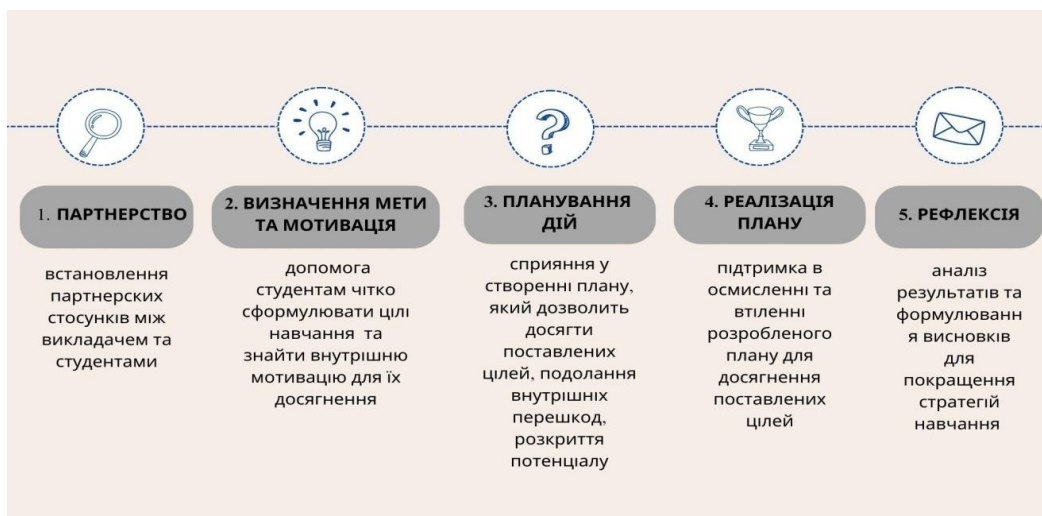 1. ПАРТНЕРСТВО
встановлення
партнерских
стосунків між
викладачем та
студентами
2. ВИЗНАЧЕННЯ МЕТИ
ТА МОТИВАЦІЯ
допомога
студентам чітко
сформулювати цілі
навчання та
знайти внутрішню
мотивацію для їх
досягнення
3. ПЛАНУВАННЯ
ДІЙ
сприяння у
створенні плану,
який дозволить
досягти
поставлених
цілей, подолання
внутрішніх
перешкод,
розкриття
потенціалу
4. РЕАЛІЗАЦІЯ
ПЛАНУ
підтримка в
осмисленні та
втіленні
розробленого
плану для
досягнення
поставлених
цілей
5. РЕФЛЕКСІЯ
аналіз
результатів та
формулюванн
я висновків
для
покращення
стратегій
навчання